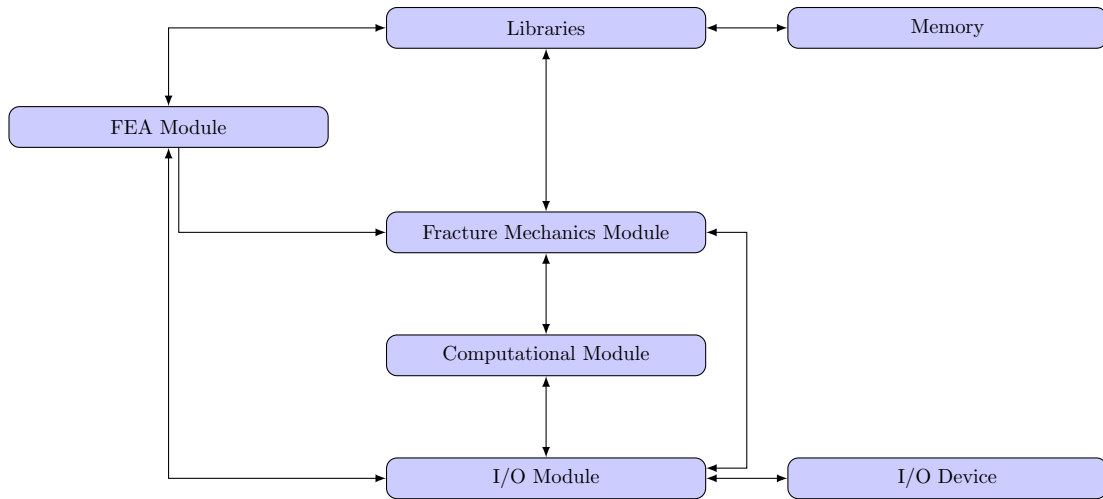 Libraries
Memory
FEA Module
Fracture Mechanics Module
Computational Module
I/O Module
I/O Device